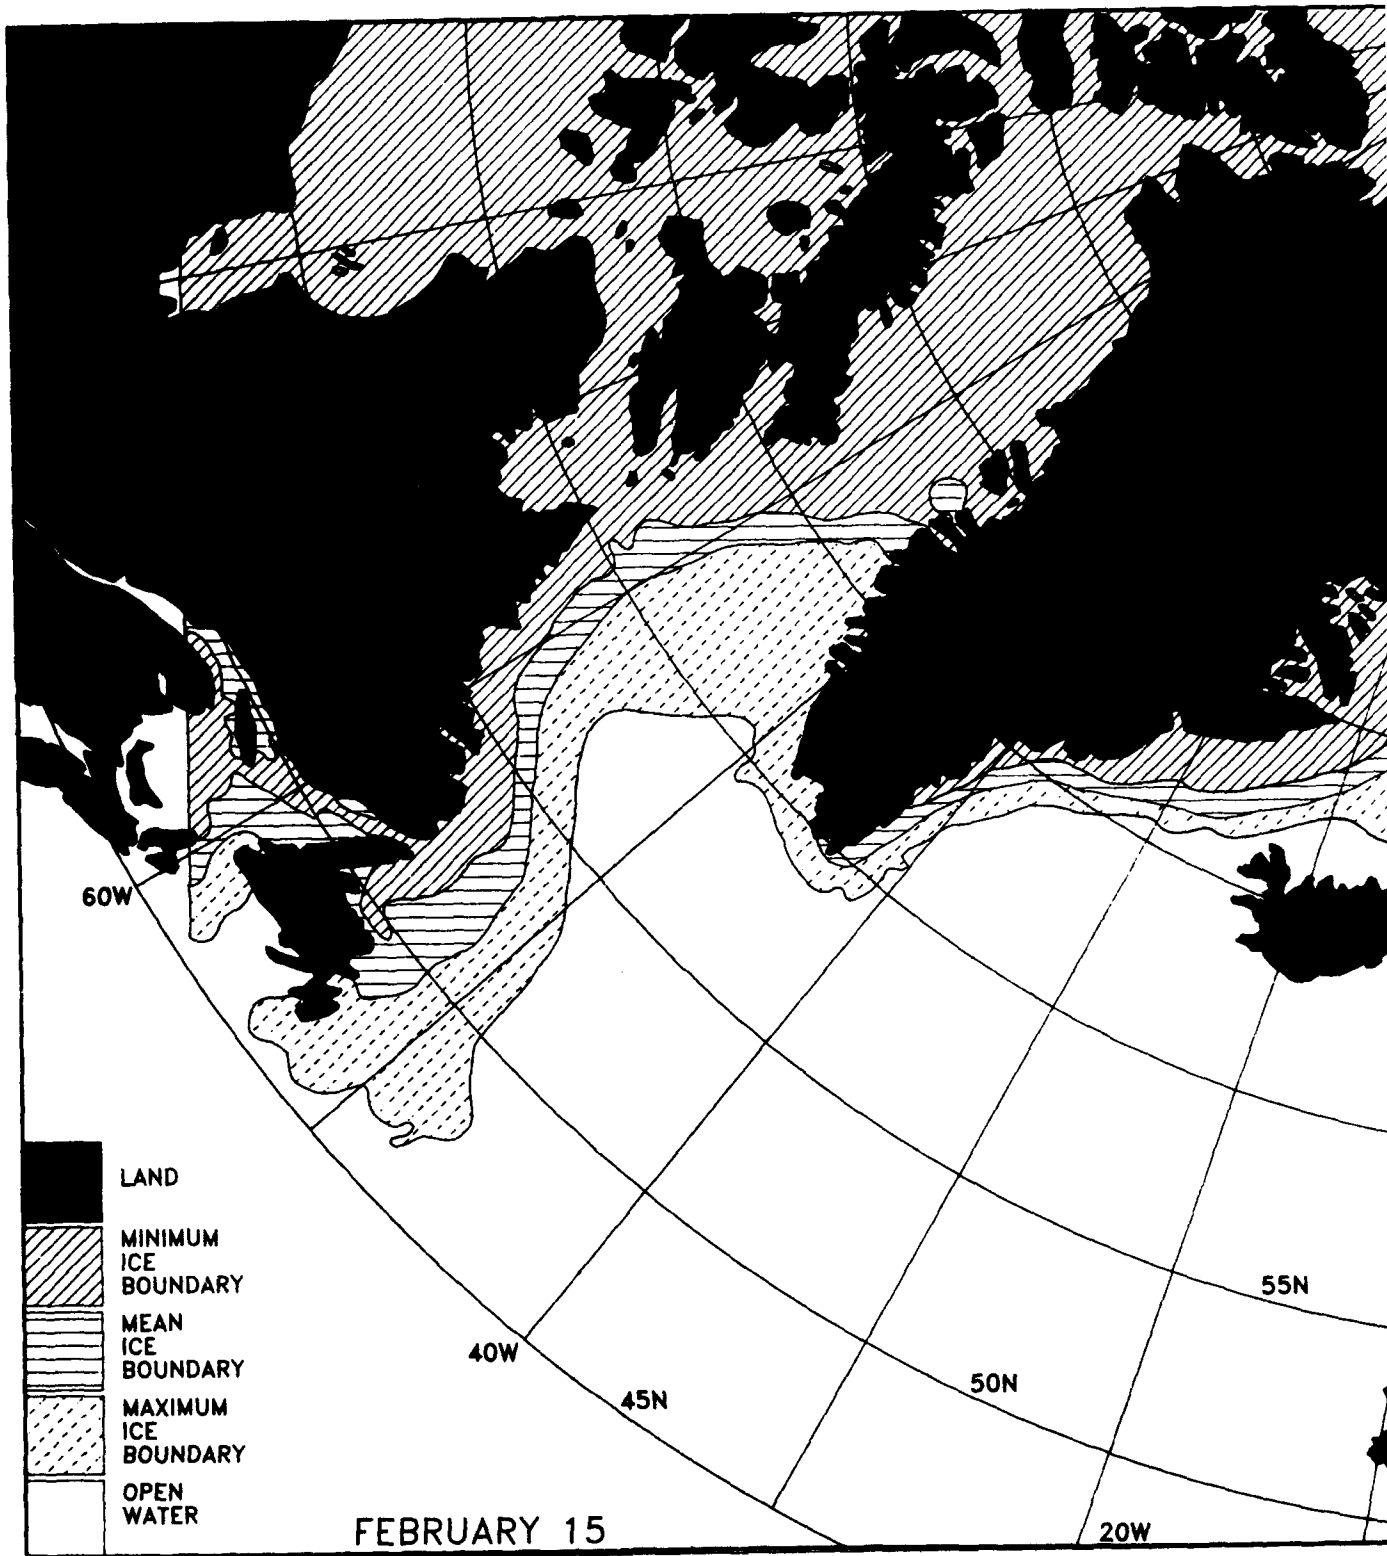 60W
LAND
MINIMUM
ICE
BOUNDARY
MEAN
ICE
BOUNDARY
MAXIMUM
ICE
BOUNDARY
OPEN
WATER
FEBRUARY 15
40W
45N
50N
55N
20W